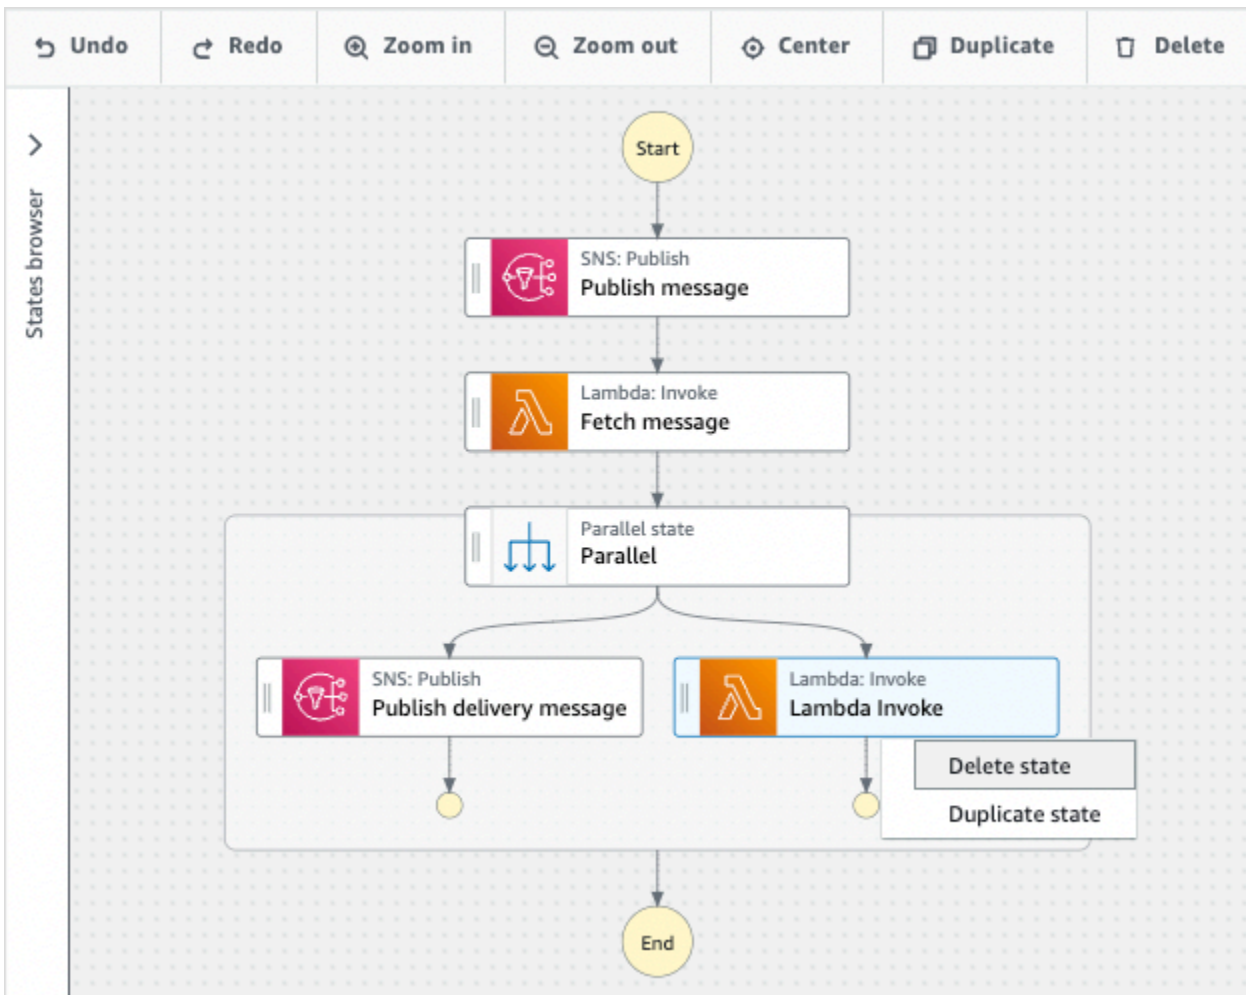 Undo
Redo
Zoom in
Zoom out
Center
Duplicate
Delete
States browser
Start
SNS: Publish
Publish message
Lambda: Invoke
Fetch message
Parallel state
Parallel
SNS: Publish
Publish delivery message
Lambda: Invoke
Lambda Invoke
Delete state
Duplicate state
End